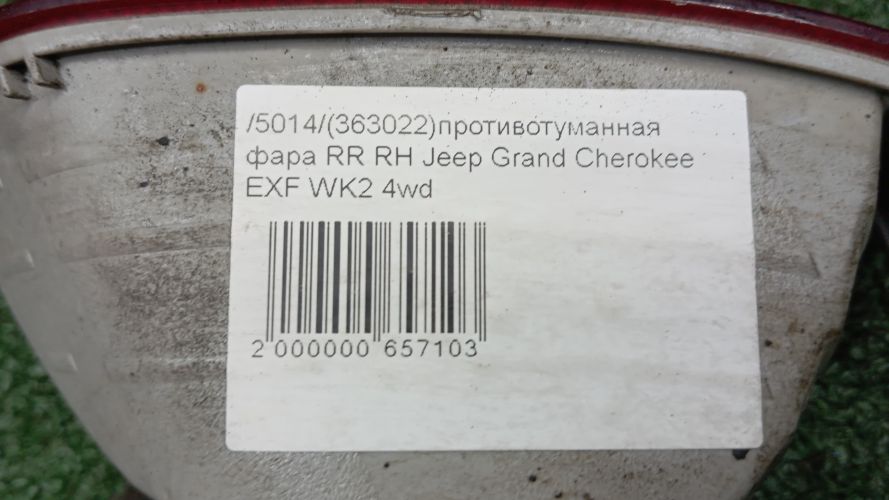 /5014/(363022)противотуманная
фара RR RH Jeep Grand Cherokee
EXF WK2 4wd
2 000000 657103